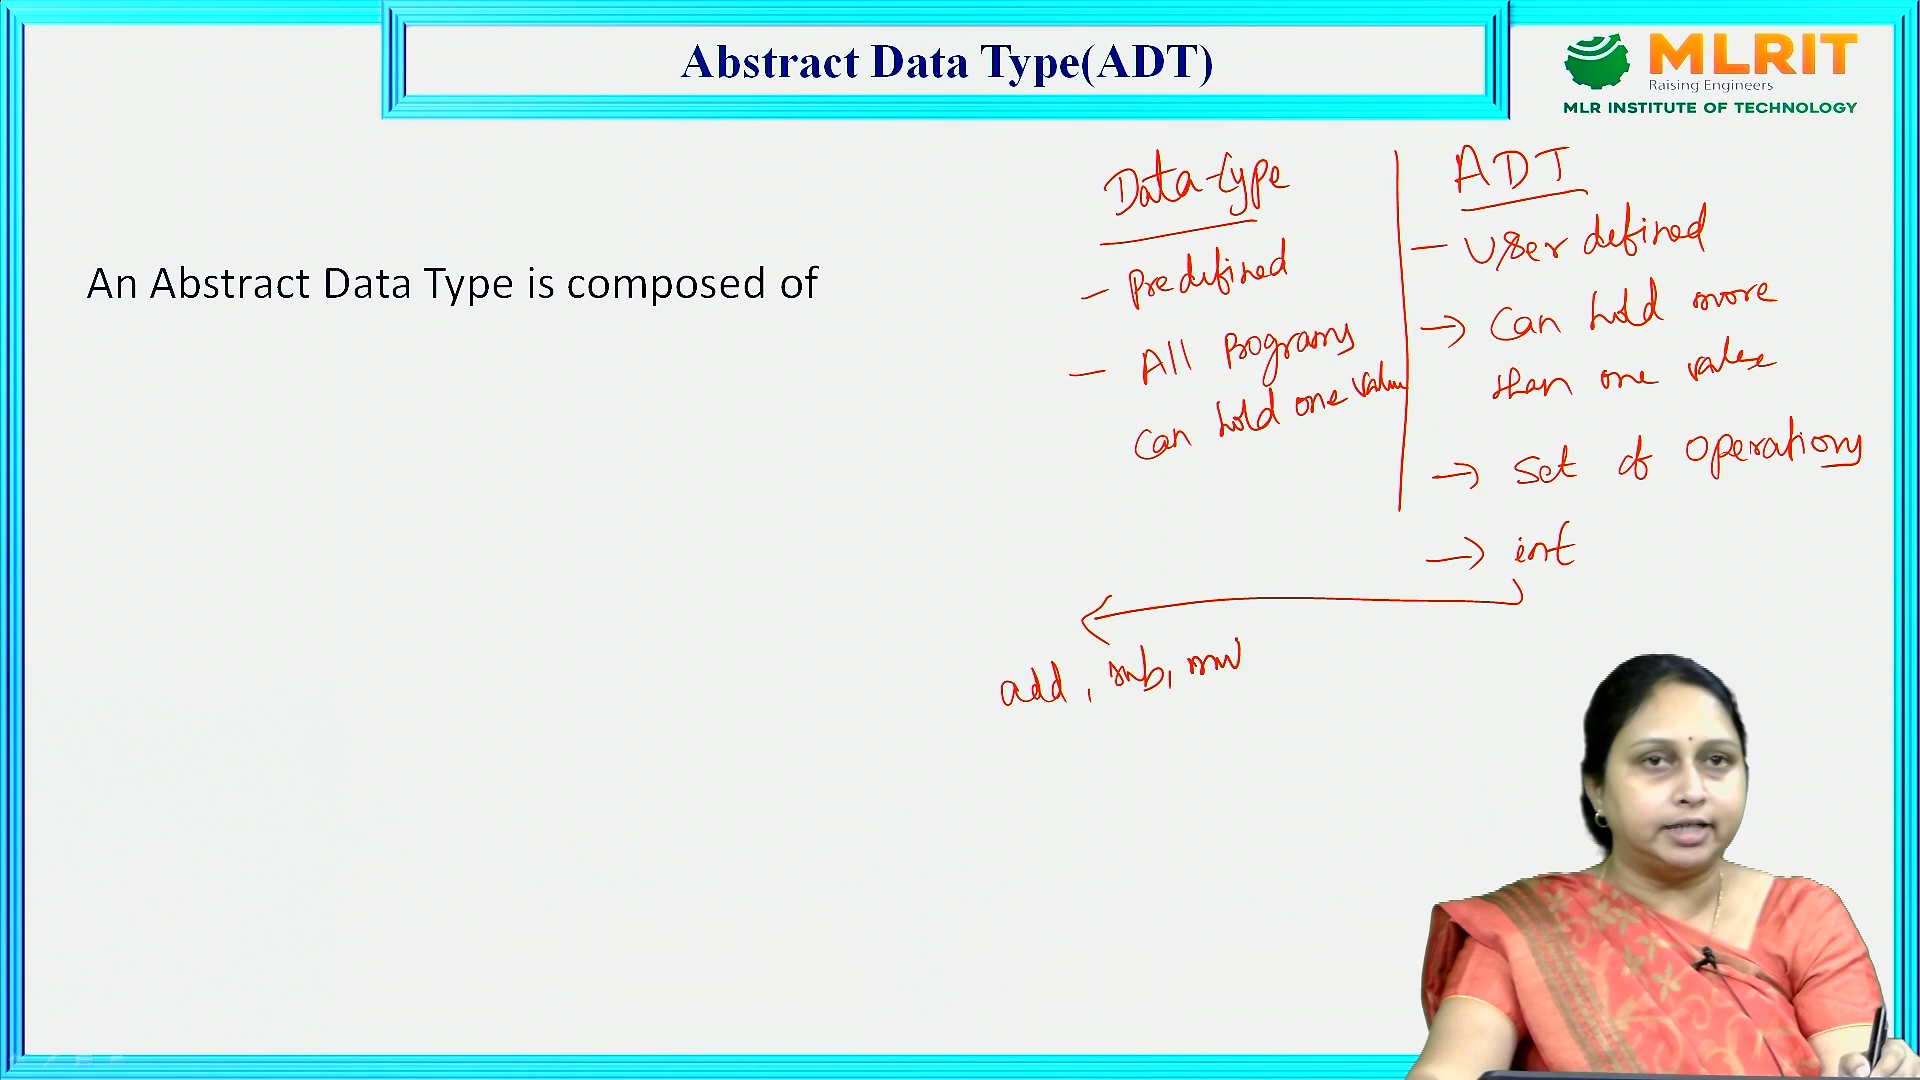 Abstract Data Type(ADT)
MLRIT
Raising Engineers
MLR INSTITUTE OF TECHNOLOGY
An Abstract Data Type is composed of
Data type
- Predefined
- All Programs
can hold one value
ADT
- User defined
→ Can hold more
than one value
→ Set of Operations
→ int
add, sub, mul